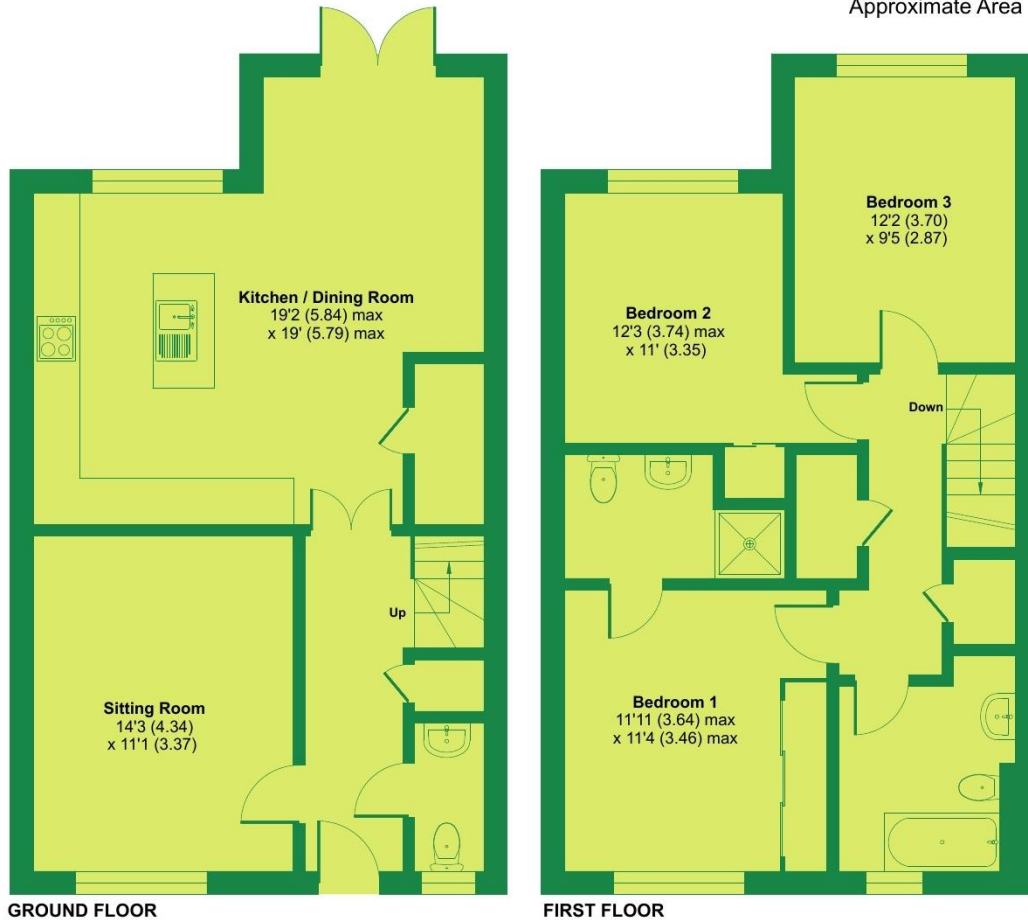 Approximate Area
Kitchen / Dining Room
19'2 (5.84) max
x 19' (5.79) max
Sitting Room
14'3 (4.34)
x 11'1 (3.37)
Up
GROUND FLOOR
Bedroom 3
12'2 (3.70)
x 9'5 (2.87)
Bedroom 2
12'3 (3.74) max
x 11' (3.35)
Down
Bedroom 1
11'11 (3.64) max
x 11'4 (3.46) max
FIRST FLOOR